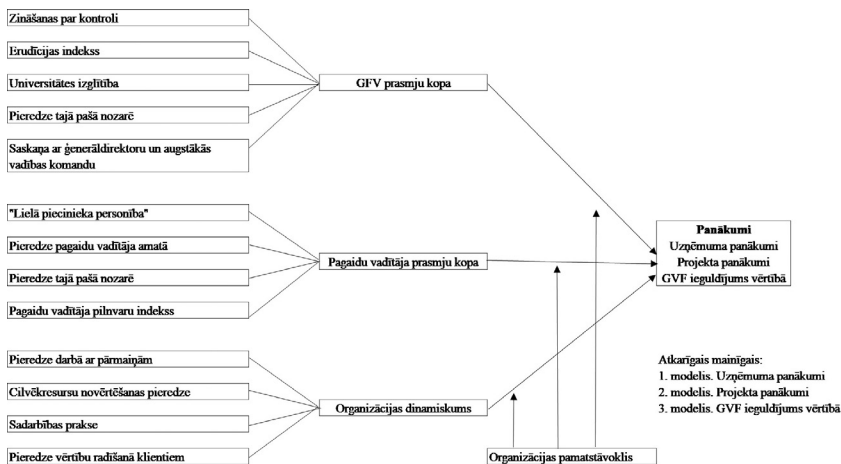 Zināšanas par kontroli
Erudīcijas indekss
Universitātes izglītība
Pieredze tajā pašā nozarē
Saskaņa ar ģenerāldirektoru un augstākās
vadības komandu
GFV prasmju kopa
"Lielā piecinieka personība"
Pieredze pagaidu vadītāja amatā
Pieredze tajā pašā nozarē
Pagaidu vadītāja pilnvaru indekss
Pagaidu vadītāja prasmju kopa
Pieredze darbā ar pārmaiņām
Cilvēkresursu novērtēšanas pieredze
Sadarbības prakse
Pieredze vērtību radīšanā klientiem
Organizācijas dinamiskums
Organizācijas pamatstāvoklis
Panākumi
Uzņēmuma panākumi
Projekta panākumi
GVF ieguldījums vērtībā
Atkarīgais mainīgais:
1. modelis. Uzņēmuma panākumi
2. modelis. Projekta panākumi
3. modelis. GVF ieguldījums vērtībā